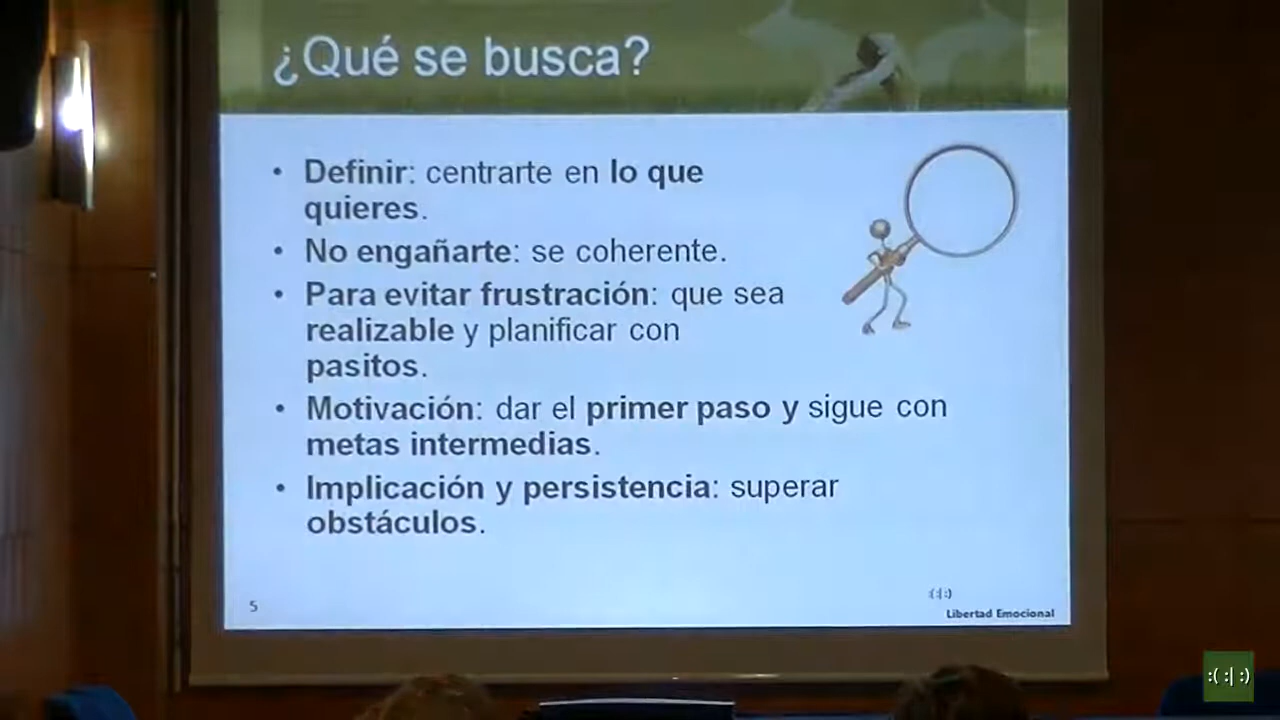 ¿Qué se busca?
• Definir: centrarte en lo que
quieres.
• No engañarte: se coherente.
• Para evitar frustración: que sea
realizable y planificar con
pasitos.
• Motivación: dar el primer paso y sigue con
metas intermedias.
• Implicación y persistencia: superar
obstáculos.
5
:(:|:)
Libertad Emocional
:( :| :)